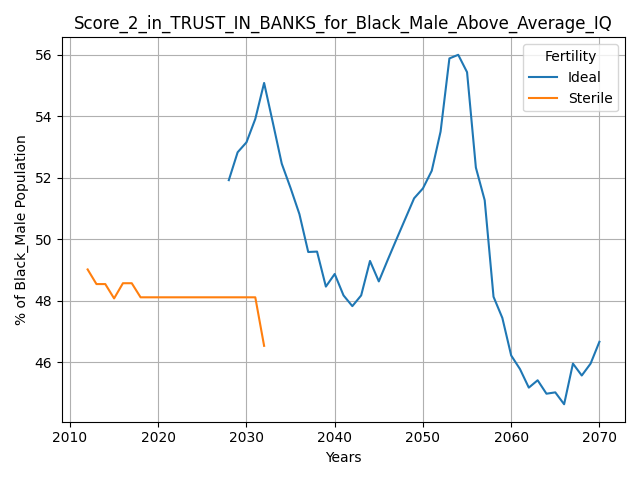 Score_2_in_TRUST_IN_BANKS_for_Black_Male_Above_Average_IQ
Fertility
Ideal
Sterile
% of Black_Male Population
56
54
52
50
48
46
2010
2020
2030
2040
2050
2060
2070
Years